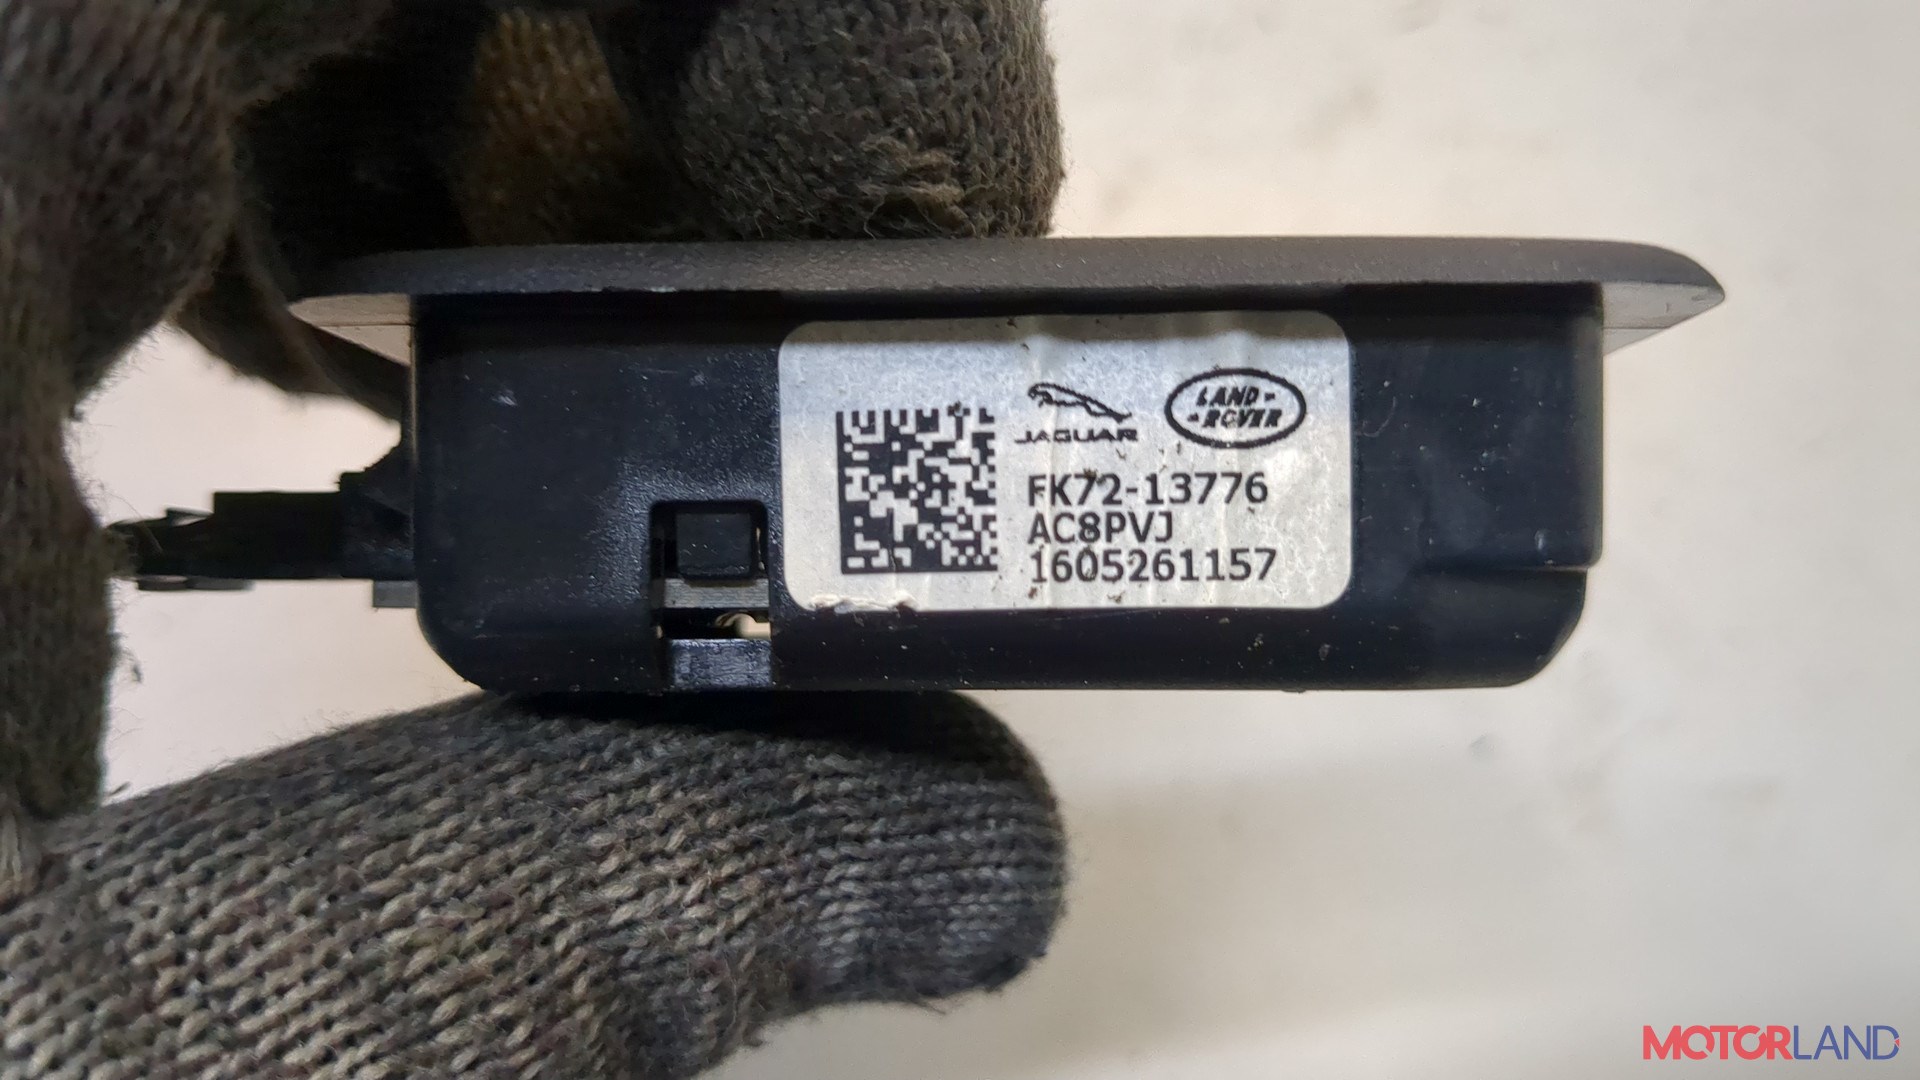 JAGUAR
LAND-
-ROVER
FK72-13776
AC8PVJ
1605261157
MOTORLAND